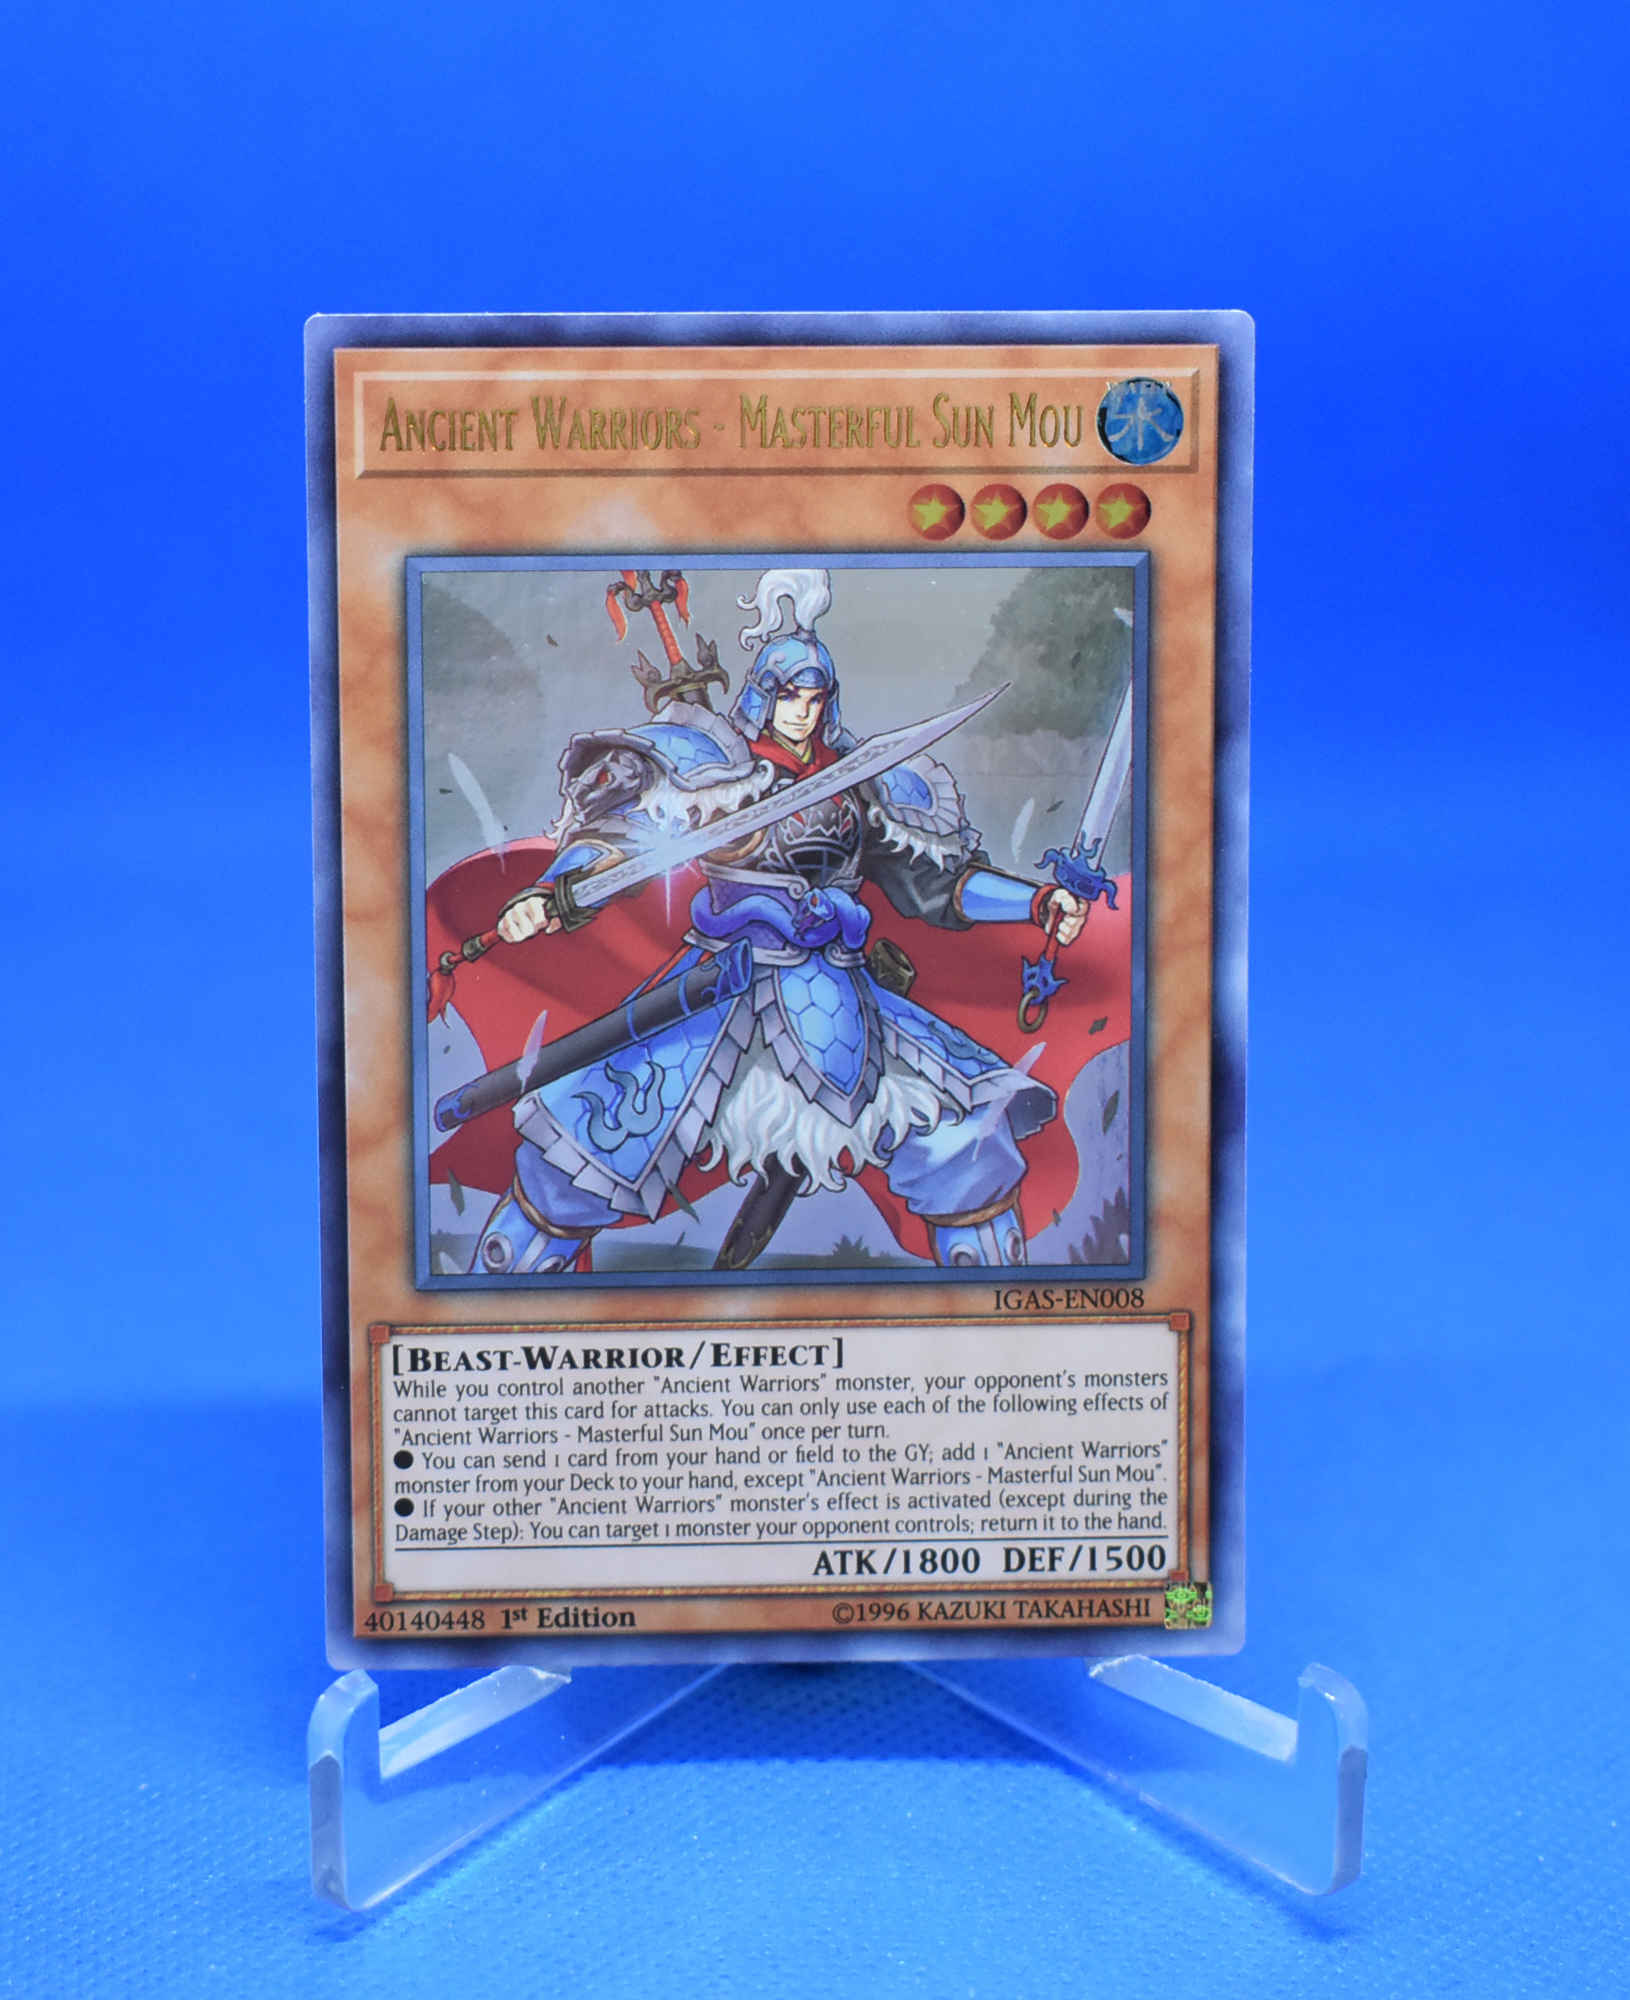 ANCIENT WARRIORS - MASTERFUL SUN MOU
WATER
水
IGAS-EN008
[BEAST-WARRIOR/EFFECT]
While you control another "Ancient Warriors" monster, your opponent's monsters
cannot target this card for attacks. You can only use each of the following effects of
"Ancient Warriors - Masterful Sun Mou" once per turn.
● You can send 1 card from your hand or field to the GY; add 1 "Ancient Warriors"
monster from your Deck to your hand, except "Ancient Warriors - Masterful Sun Mou".
● If your other "Ancient Warriors" monster's effect is activated (except during the
Damage Step): You can target 1 monster your opponent controls; return it to the hand.
ATK/1800 DEF/1500
40140448 1st Edition
©1996 KAZUKI TAKAHASHI